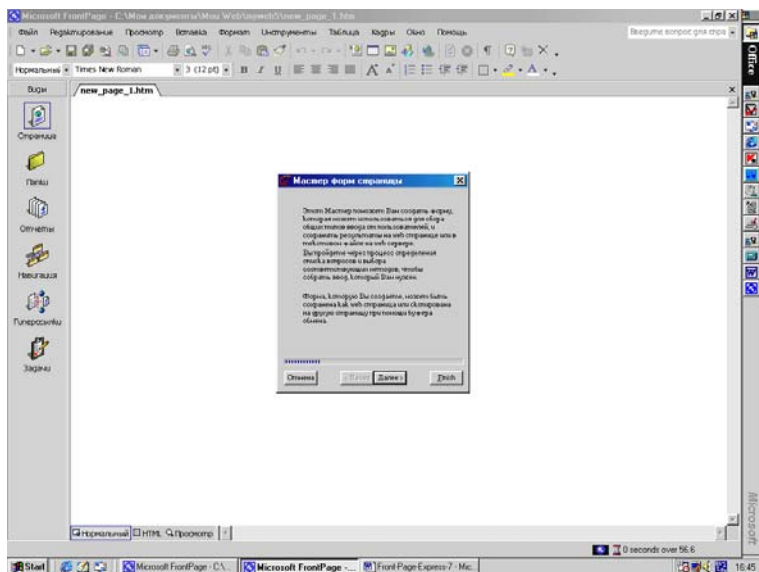 Microsoft FrontPage - C:\Мои документы\Мои Web\myweb5\new_page_1.htm
Файл Редактирование Просмотр Вставка Формат Инструменты Таблица Кадры Окно Помощь
Введите вопрос для спра
Нормальный Times New Roman 3 (12 pt)
Виды
new_page_1.htm
Office
Страница
Папки
Отчеты
Навигация
Гиперссылки
Задачи
Мастер форм страницы
Этот Мастер поможет Вам создать форму,
которая может использоваться для сбора
общих типов ввода от пользователей, и
сохранить результаты на web странице или в
текстовом файле на web сервере.
Вы пройдете через процесс определения
списка вопросов и выбора
соответствующих методов, чтобы
собрать ввод, который Вам нужен.
Форма, которую Вы создаете, может быть
сохранена как web страница или скопирована
на другую страницу при помощи буфера
обмена.
Отмена < Назад Далее > Finish
Нормальный HTML Просмотр
0 seconds over 56.6
Microsoft
Start Microsoft FrontPage - C:\... Microsoft FrontPage -... Front-Page-Express-7 - Mic...
16:45